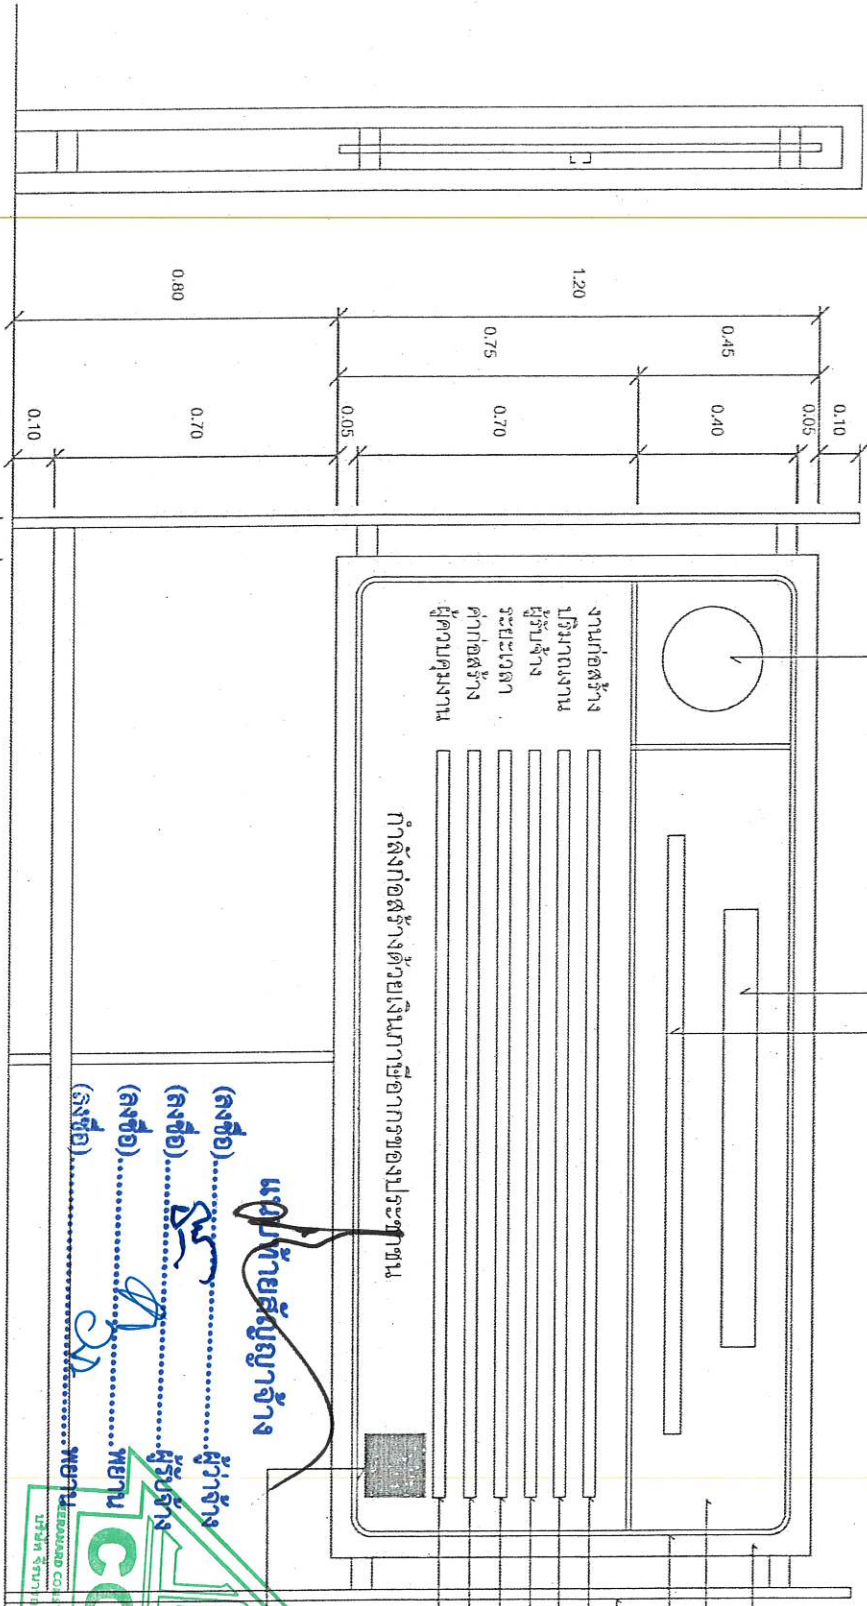 งานก่อสร้าง
ปริมาณงาน
ผู้รับจ้าง
ระยะเวลา
ค่าก่อสร้าง
ผู้ควบคุมงาน
กำลังก่อสร้างด้วยเงินภาษีอากรของประชาชน
0.10
0.05
0.45
0.40
1.20
0.75
0.70
0.05
0.80
0.70
0.10
แนบท้ายสัญญาจ้าง
(ลงชื่อ)....................ผู้ว่าจ้าง
(ลงชื่อ)....................ผู้รับจ้าง
(ลงชื่อ)....................พยาน
(ลงชื่อ)....................พยาน